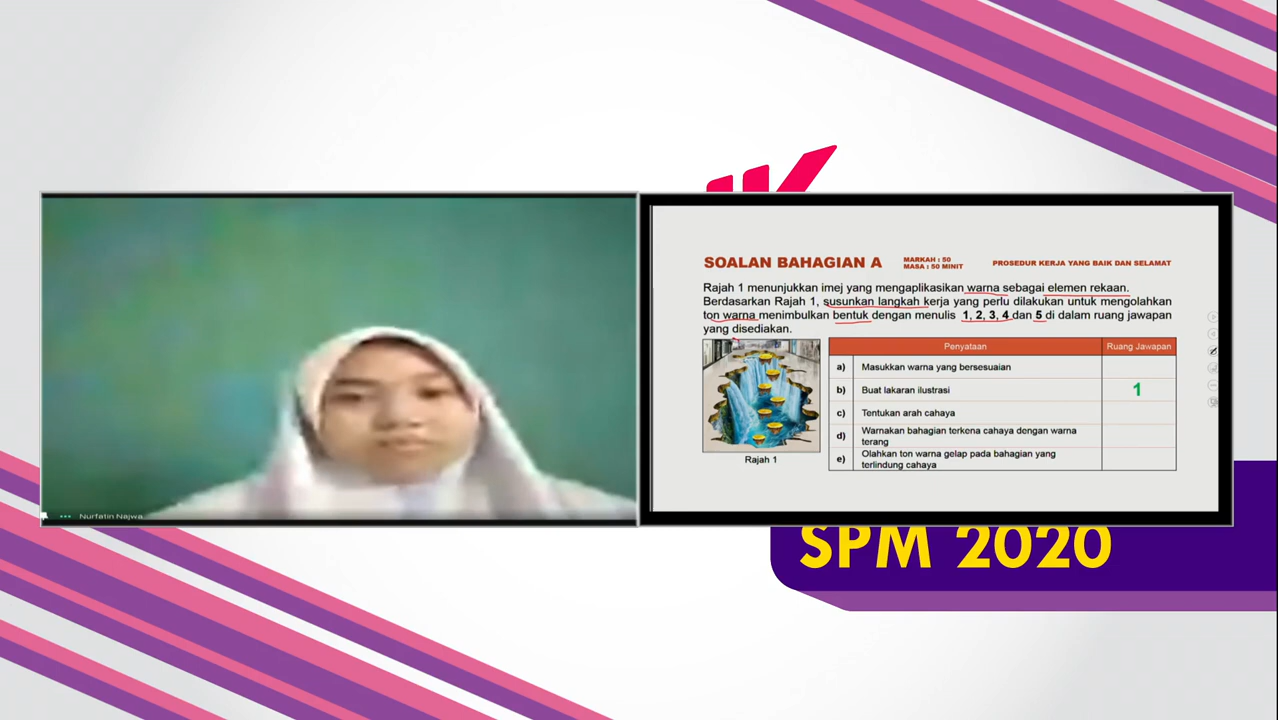 Nurfatin Najwa
SOALAN BAHAGIAN A
MARKAH : 50
MASA : 50 MINIT
PROSEDUR KERJA YANG BAIK DAN SELAMAT
Rajah 1 menunjukkan imej yang mengaplikasikan warna sebagai elemen rekaan.
Berdasarkan Rajah 1, susunkan langkah kerja yang perlu dilakukan untuk mengolahkan
ton warna menimbulkan bentuk dengan menulis 1, 2, 3, 4 dan 5 di dalam ruang jawapan
yang disediakan.
Penyataan Ruang Jawapan
a) Masukkan warna yang bersesuaian
b) Buat lakaran ilustrasi 1
c) Tentukan arah cahaya
d) Warnakan bahagian terkena cahaya dengan warna
terang
e) Olahkan ton warna gelap pada bahagian yang
terlindung cahaya
Rajah 1
SPM 2020